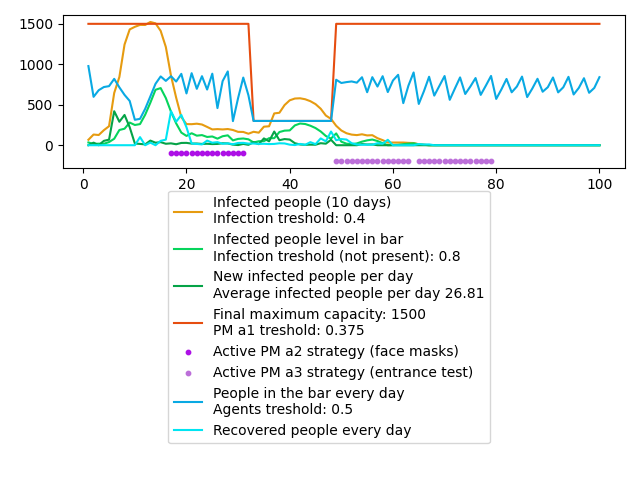 1500
1000
500
0
0 20 40 60 80 100
Infected people (10 days)
Infection treshold: 0.4
Infected people level in bar
Infection treshold (not present): 0.8
New infected people per day
Average infected people per day 26.81
Final maximum capacity: 1500
PM a1 treshold: 0.375
Active PM a2 strategy (face masks)
Active PM a3 strategy (entrance test)
People in the bar every day
Agents treshold: 0.5
Recovered people every day